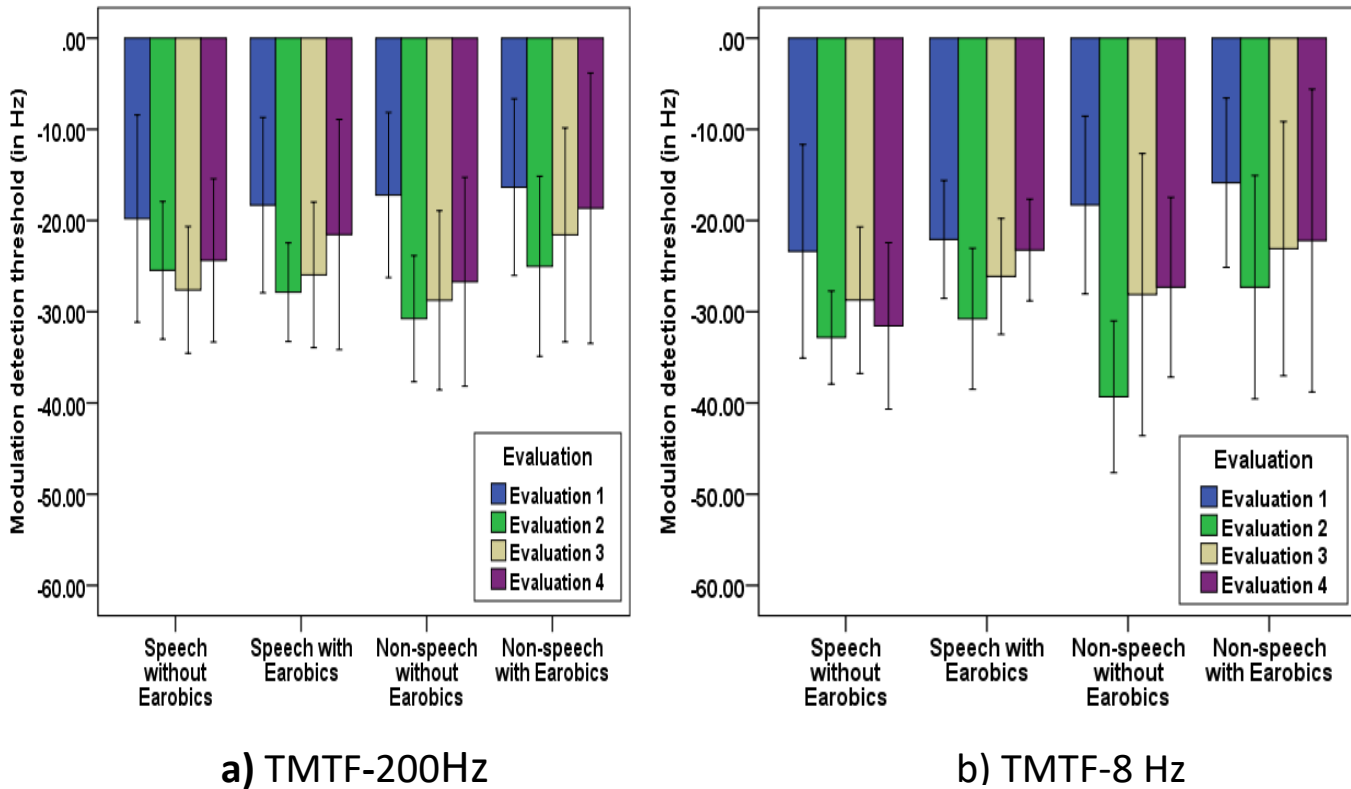 Modulation detection threshold (in Hz)
.00
-10.00
-20.00
-30.00
-40.00
-50.00
-60.00
Evaluation
Evaluation 1
Evaluation 2
Evaluation 3
Evaluation 4
Speech
without
Earobics
Speech with
Earobics
Non-speech
without
Earobics
Non-speech
with Earobics
a) TMTF-200Hz
Modulation detection threshold (in Hz)
.00
-10.00
-20.00
-30.00
-40.00
-50.00
-60.00
Evaluation
Evaluation 1
Evaluation 2
Evaluation 3
Evaluation 4
Speech
without
Earobics
Speech with
Earobics
Non-speech
without
Earobics
Non-speech
with Earobics
b) TMTF-8 Hz